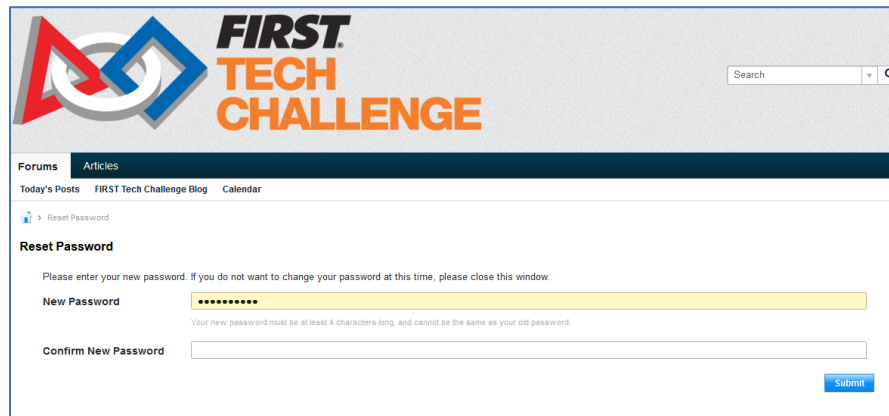 FIRST®
TECH
CHALLENGE
Search
Forums Articles
Today's Posts FIRST Tech Challenge Blog Calendar
> Reset Password
Reset Password
Please enter your new password. If you do not want to change your password at this time, please close this window.
New Password ••••••••••
Your new password must be at least 4 characters long, and cannot be the same as your old password.
Confirm New Password
Submit